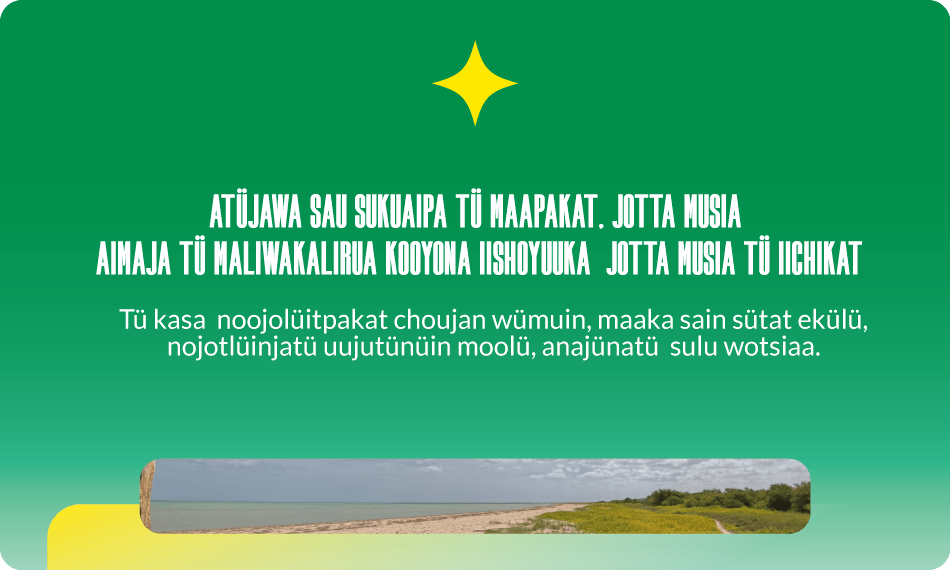 ATÜJAWA SAU SUKUAIPA TÜ MAAPAKAT, JOTTA MUSIA
AIMAJA TÜ MALIWAKALIRUA KOOYONA IISHOYUUKA JOTTA MUSIA TÜ IICHIKAT
Tü kasa noojolüitpakat choujan wümuin, maaka sain sütat ekülü,
nojotlüinjatü uujutünüin moolü, anajünatü sulu wotsiaa.